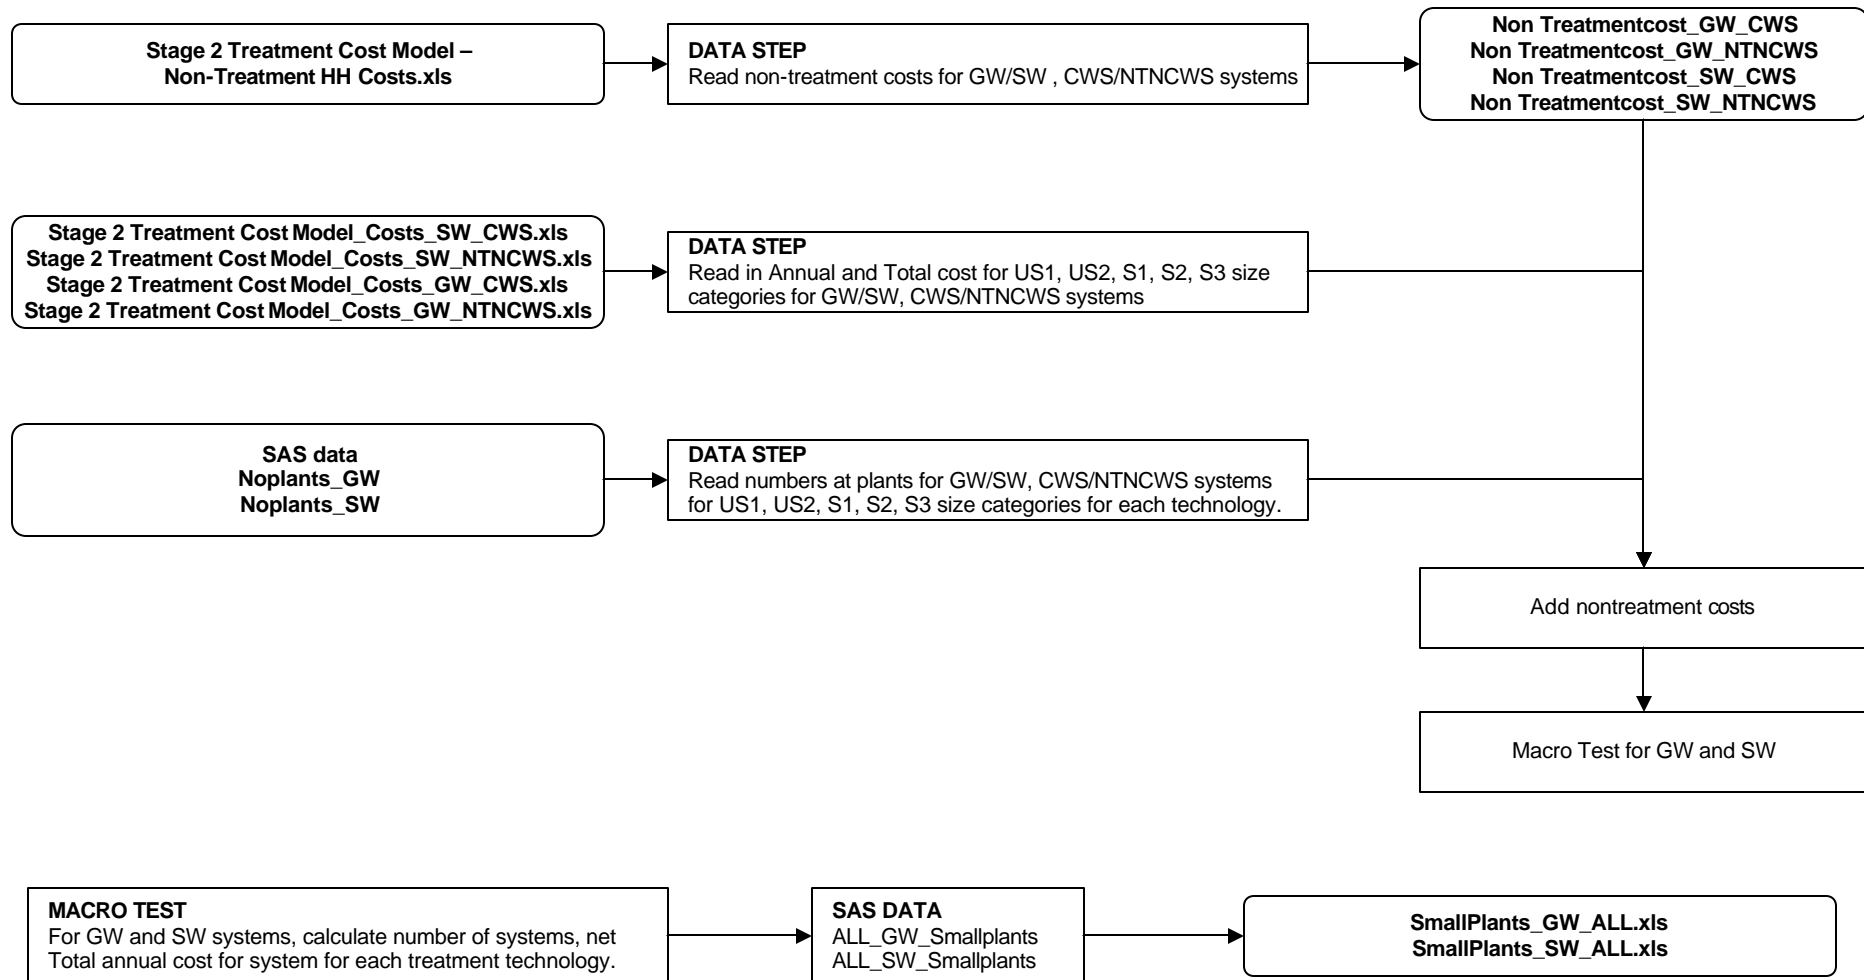 Stage 2 Treatment Cost Model –
Non-Treatment HH Costs.xls
DATA STEP
Read non-treatment costs for GW/SW , CWS/NTNCWS systems
Non Treatmentcost_GW_CWS
Non Treatmentcost_GW_NTNCWS
Non Treatmentcost_SW_CWS
Non Treatmentcost_SW_NTNCWS
Stage 2 Treatment Cost Model_Costs_SW_CWS.xls
Stage 2 Treatment Cost Model_Costs_SW_NTNCWS.xls
Stage 2 Treatment Cost Model_Costs_GW_CWS.xls
Stage 2 Treatment Cost Model_Costs_GW_NTNCWS.xls
DATA STEP
Read in Annual and Total cost for US1, US2, S1, S2, S3 size
categories for GW/SW, CWS/NTNCWS systems
SAS data
Noplants_GW
Noplants_SW
DATA STEP
Read numbers at plants for GW/SW, CWS/NTNCWS systems
for US1, US2, S1, S2, S3 size categories for each technology.
Add nontreatment costs
Macro Test for GW and SW
MACRO TEST
For GW and SW systems, calculate number of systems, net
Total annual cost for system for each treatment technology.
SAS DATA
ALL_GW_Smallplants
ALL_SW_Smallplants
SmallPlants_GW_ALL.xls
SmallPlants_SW_ALL.xls